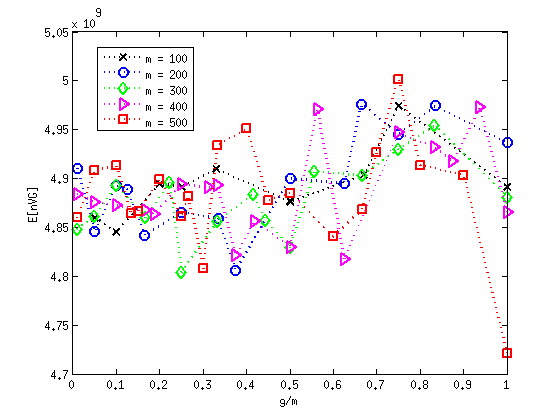 x 10^9
5.05
5
4.95
4.9
4.85
4.8
4.75
4.7
E[nVG]
m = 100
m = 200
m = 300
m = 400
m = 500
0 0.1 0.2 0.3 0.4 0.5 0.6 0.7 0.8 0.9 1
g/m